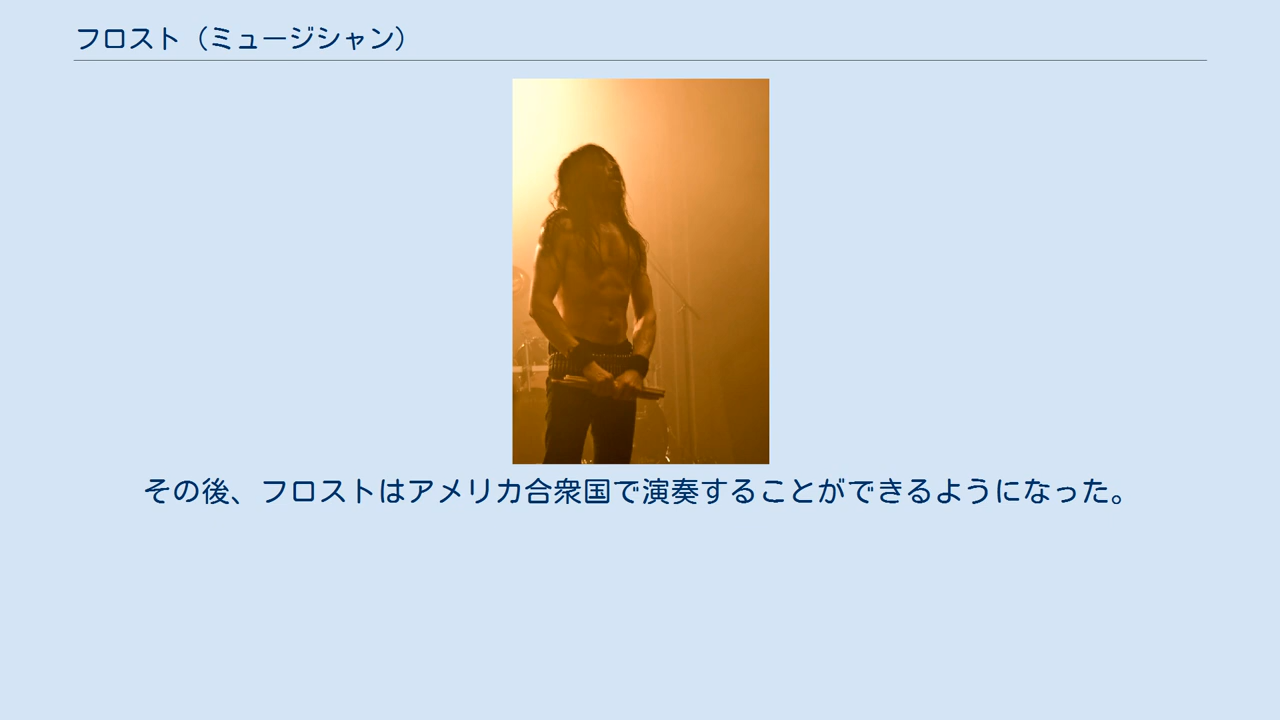 フロスト（ミュージシャン）
その後、フロストはアメリカ合衆国で演奏することができるようになった。